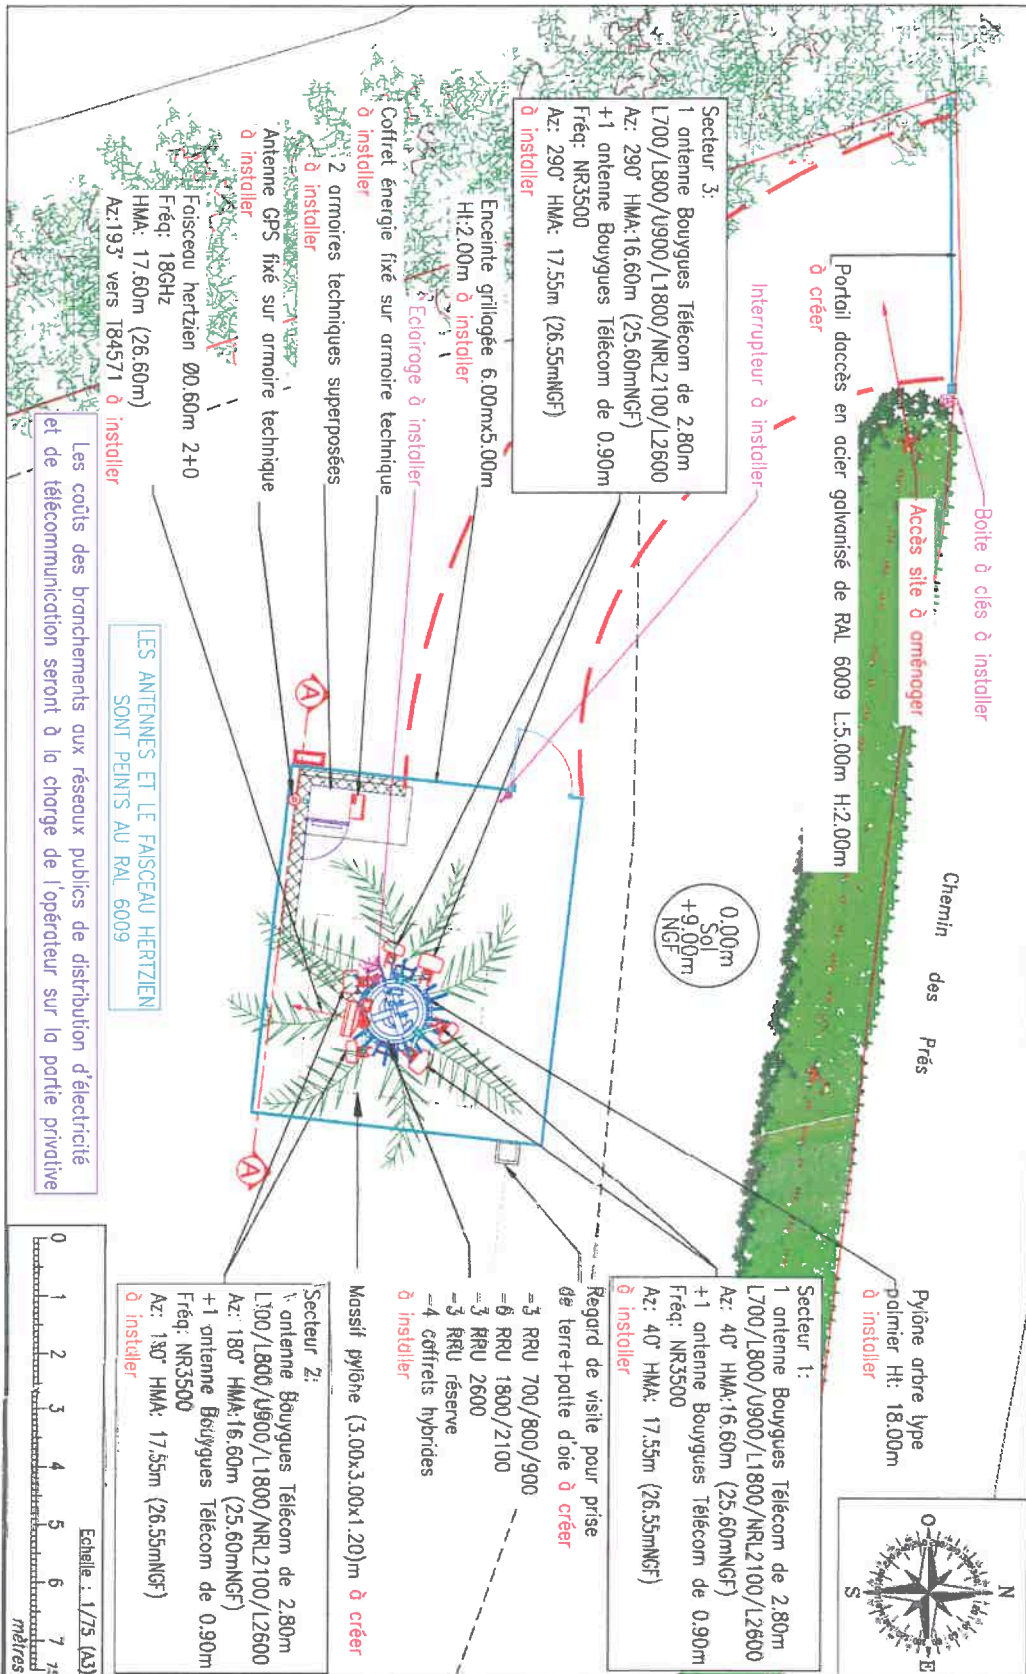 Boite à clés à installer
Accès site à aménager
Portail daccès en acier galvanisé de RAL 6009 L:5.00m H:2.00m
à créer
Chemin des Prés
Interrupteur à installer
Secteur 3:
1 antenne Bouygues Télécom de 2.80m
L700/L800/U900/L1800/NRL2100/L2600
Az: 290° HMA:16.60m (25.60mNGF)
+1 antenne Bouygues Télécom de 0.90m
Fréq: NR3500
Az: 290° HMA: 17.55m (26.55mNGF)
à installer
Enceinte grillagée 6.00mx5.00m
Ht:2.00m à installer
Eclairage à installer
Coffret énergie fixé sur armoire technique
à installer
2 armoires techniques superposées
à installer
Antenne GPS fixé sur armoire technique
à installer
Faisceau hertzien Ø0.60m 2+0
Fréq: 18GHz
HMA: 17.60m (26.60m)
Az:193° vers T84571 à installer
0.00m
Sol
+9.00m
NGF
A
A
LES ANTENNES ET LE FAISCEAU HERTZIEN
SONT PEINTS AU RAL 6009
Les coûts des branchements aux réseaux publics de distribution d'électricité
et de télécommunication seront à la charge de l'opérateur sur la partie privative
N
O
E
S
Pylône arbre type
palmier Ht: 18.00m
à installer
Secteur 1:
1 antenne Bouygues Télécom de 2.80m
L700/L800/U900/L1800/NRL2100/L2600
Az: 40° HMA:16.60m (25.60mNGF)
+1 antenne Bouygues Télécom de 0.90m
Fréq: NR3500
Az: 40° HMA: 17.55m (26.55mNGF)
à installer
Regard de visite pour prise
de terre+patte d'oie à créer
-3 RRU 700/800/900
-6 RRU 1800/2100
-3 RRU 2600
-3 RRU réserve
-4 coffrets hybrides
à installer
Massif pylône (3.00x3.00x1.20)m à créer
Secteur 2:
1 antenne Bouygues Télécom de 2.80m
L700/L800/U900/L1800/NRL2100/L2600
Az: 180° HMA:16.60m (25.60mNGF)
+1 antenne Bouygues Télécom de 0.90m
Fréq: NR3500
Az: 180° HMA: 17.55m (26.55mNGF)
à installer
Echelle : 1/75 (A3)
0 1 2 3 4 5 6 7 7.5
mètres